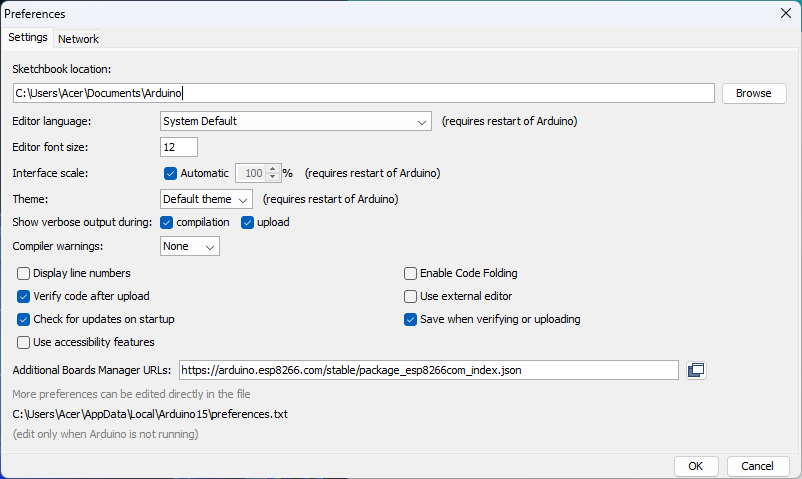 Preferences
Settings Network
Sketchbook location:
C:\Users\Acer\Documents\Arduino Browse
Editor language: System Default (requires restart of Arduino)
Editor font size: 12
Interface scale: Automatic 100 % (requires restart of Arduino)
Theme: Default theme (requires restart of Arduino)
Show verbose output during: compilation upload
Compiler warnings: None
Display line numbers Enable Code Folding
Verify code after upload Use external editor
Check for updates on startup Save when verifying or uploading
Use accessibility features
Additional Boards Manager URLs: https://arduino.esp8266.com/stable/package_esp8266com_index.json
More preferences can be edited directly in the file
C:\Users\Acer\AppData\Local\Arduino15\preferences.txt
(edit only when Arduino is not running)
OK Cancel